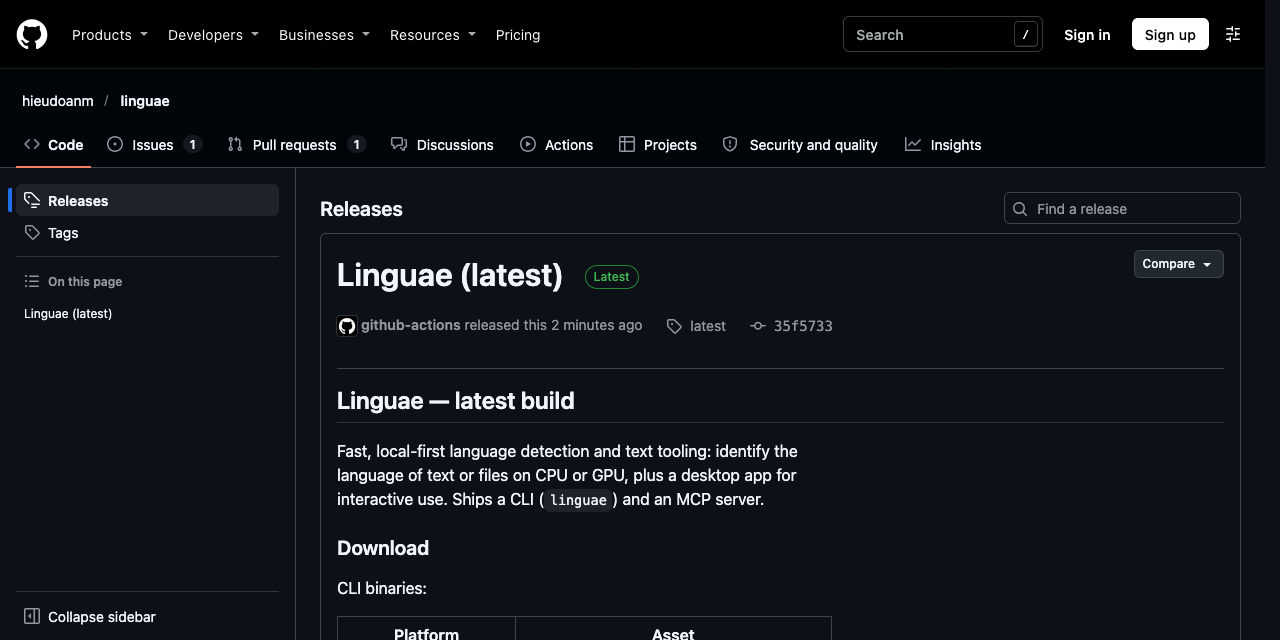 Products Developers Businesses Resources Pricing Search / Sign in Sign up
hieudoanm / linguae
Code Issues 1 Pull requests 1 Discussions Actions Projects Security and quality Insights
Releases
Tags
On this page
Linguae (latest)
Collapse sidebar
Releases Find a release
Linguae (latest) Latest Compare
github-actions released this 2 minutes ago latest 35f5733
Linguae — latest build
Fast, local-first language detection and text tooling: identify the
language of text or files on CPU or GPU, plus a desktop app for
interactive use. Ships a CLI (linguae) and an MCP server.
Download
CLI binaries:
Platform Asset